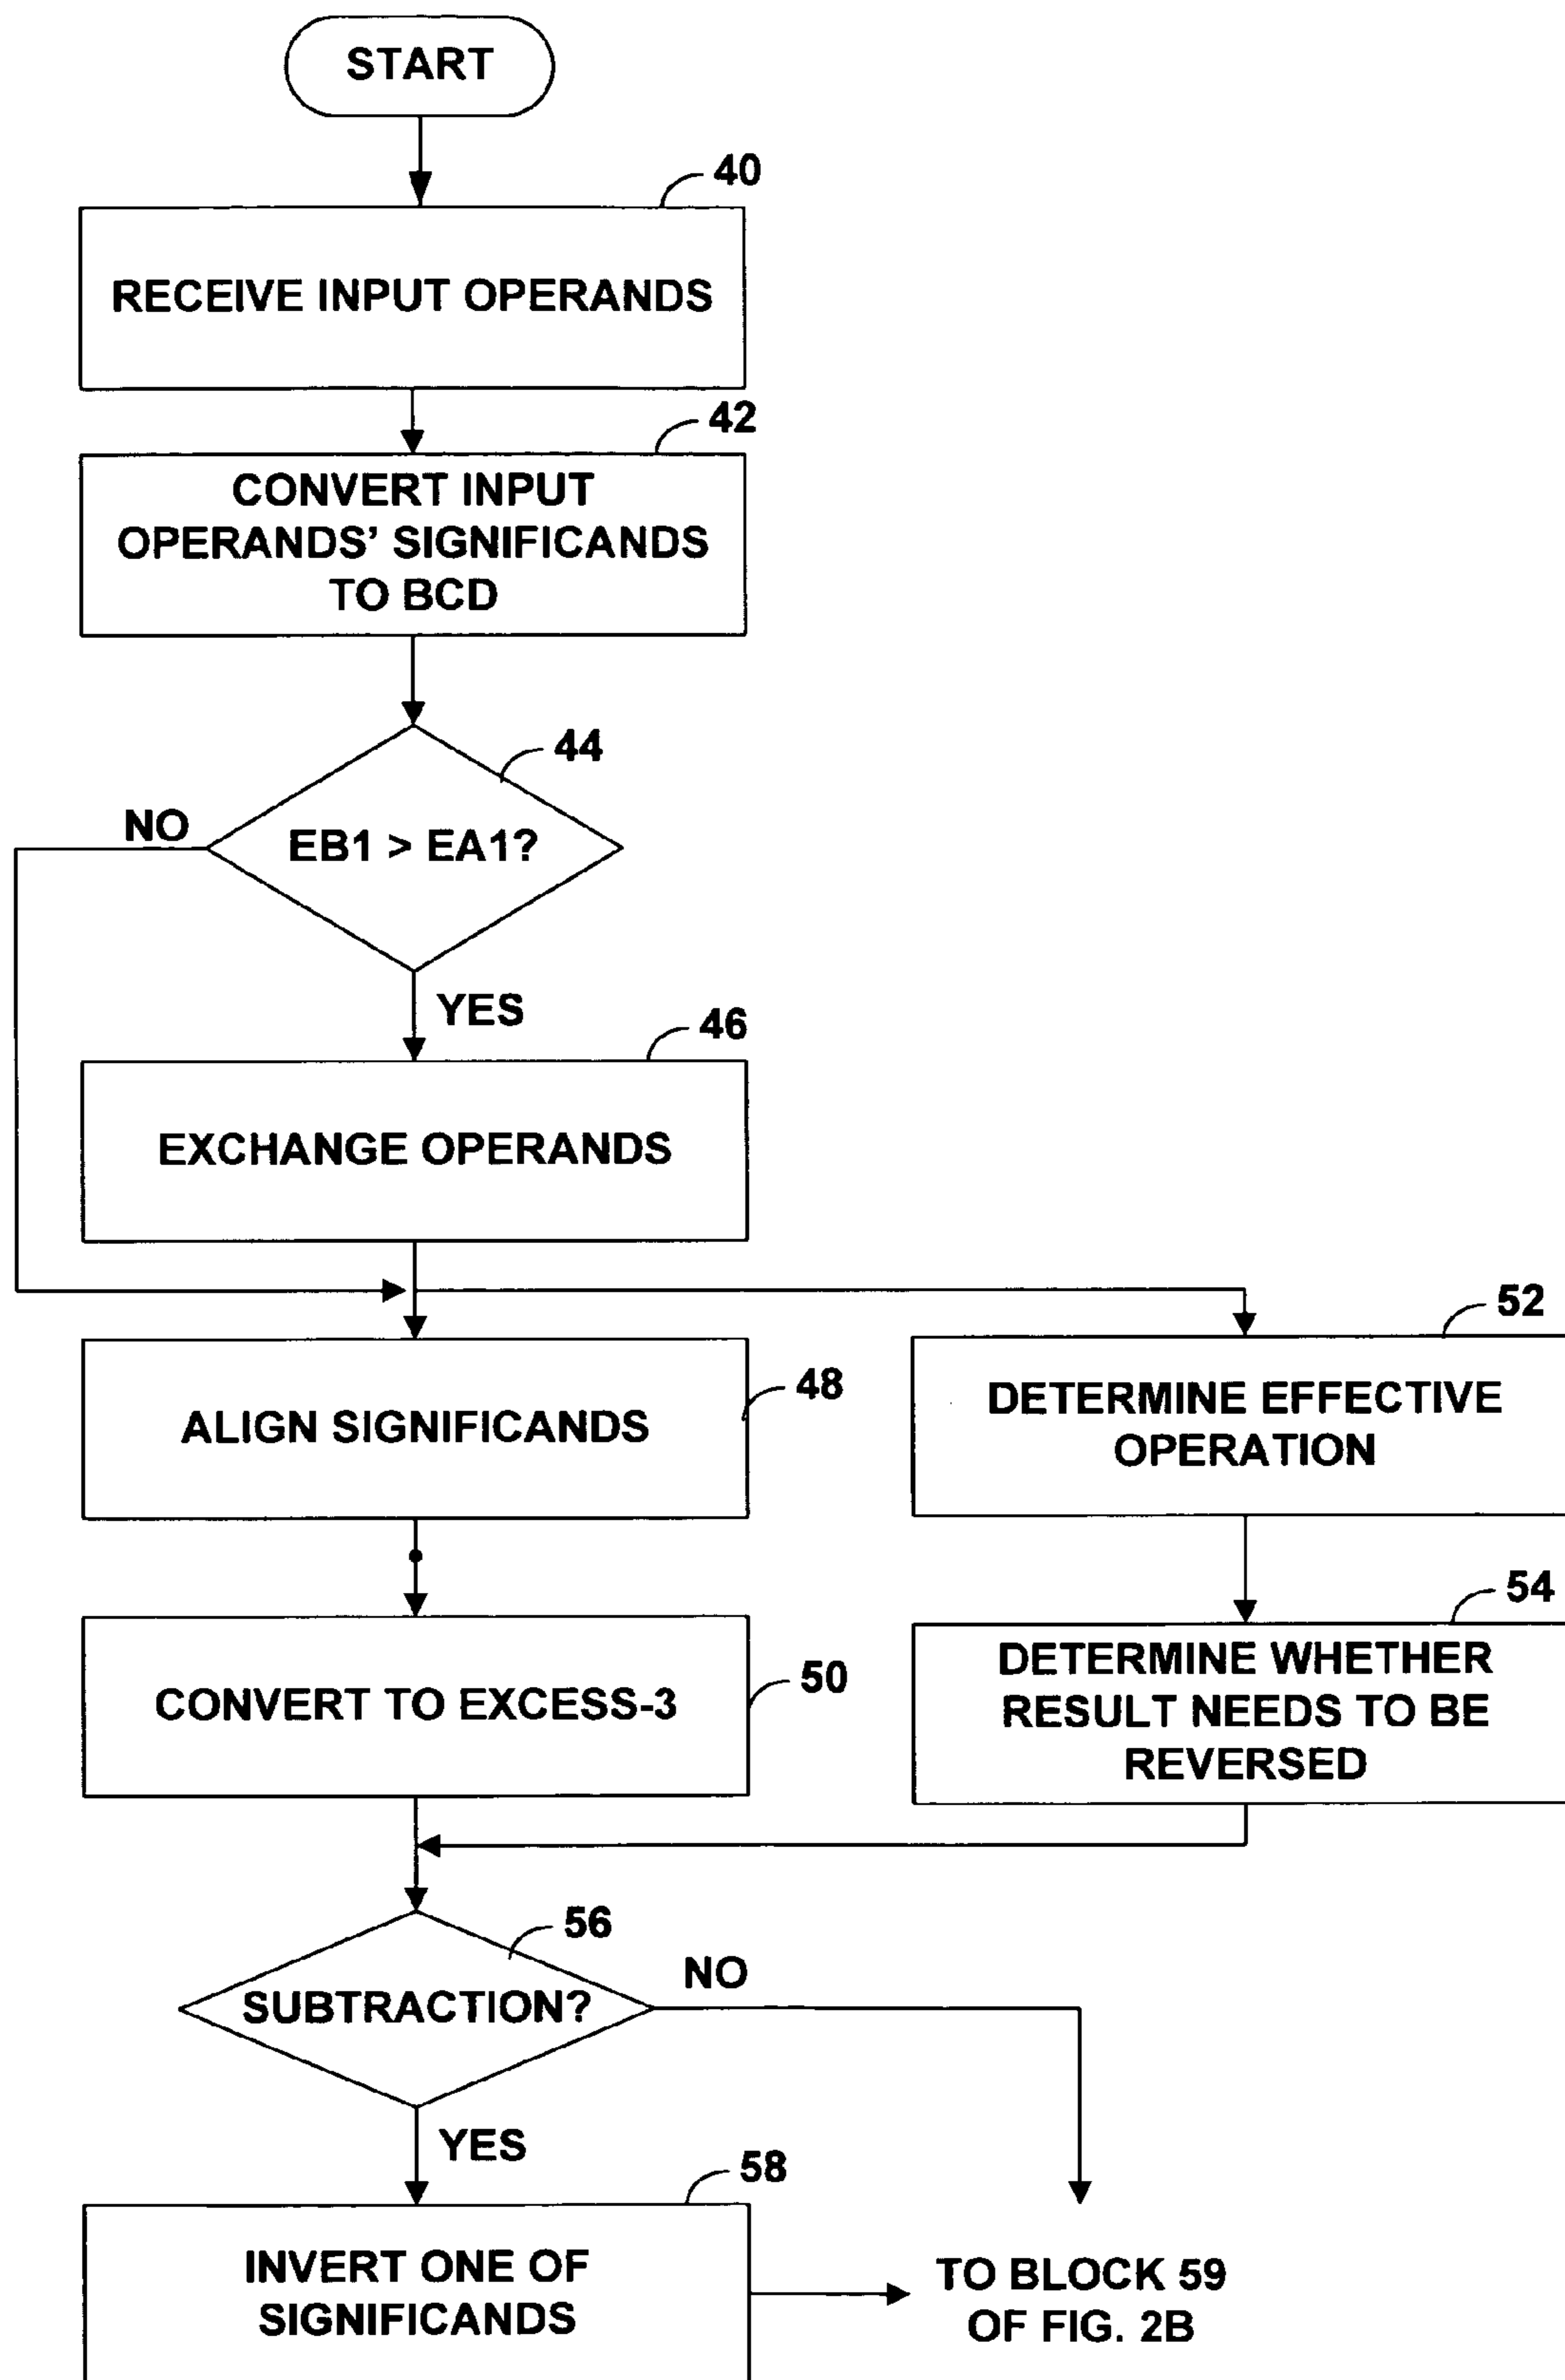 START
40
RECEIVE INPUT OPERANDS
42
CONVERT INPUT
OPERANDS’ SIGNIFICANDS
TO BCD
44
NO
EB1 > EA1?
YES
46
EXCHANGE OPERANDS
52
48
ALIGN SIGNIFICANDS
DETERMINE EFFECTIVE
OPERATION
54
50
CONVERT TO EXCESS-3
DETERMINE WHETHER
RESULT NEEDS TO BE
REVERSED
56
NO
SUBTRACTION?
YES
58
INVERT ONE OF
SIGNIFICANDS
TO BLOCK 59
OF FIG. 2B